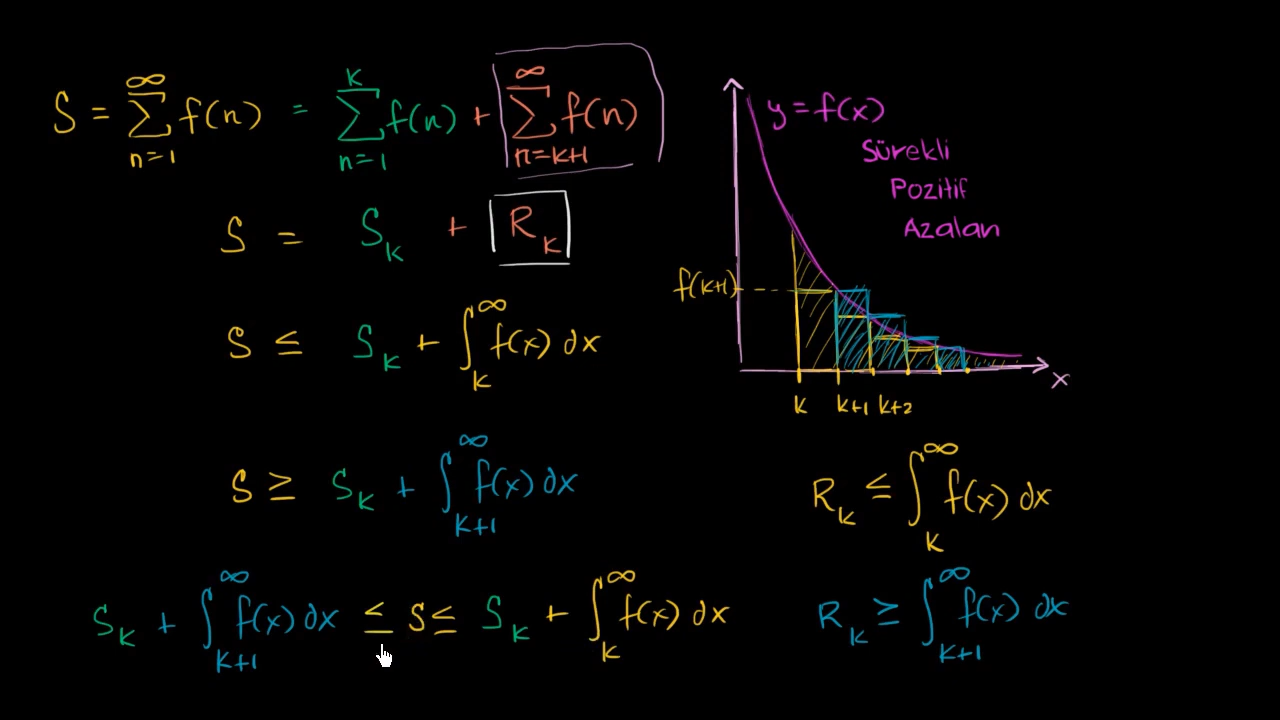 S = ∑_{n=1}^{∞} f(n) = ∑_{n=1}^{k} f(n) + ∑_{n=k+1}^{∞} f(n)
S = S_k + R_k
S ≤ S_k + ∫_k^∞ f(x) dx
S ≥ S_k + ∫_{k+1}^∞ f(x) dx
S_k + ∫_{k+1}^∞ f(x) dx ≤ S ≤ S_k + ∫_k^∞ f(x) dx
y = f(x)
Sürekli
Pozitif
Azalan
f(k+1)
x
k k+1 k+2
R_k ≤ ∫_k^∞ f(x) dx
R_k ≥ ∫_{k+1}^∞ f(x) dx